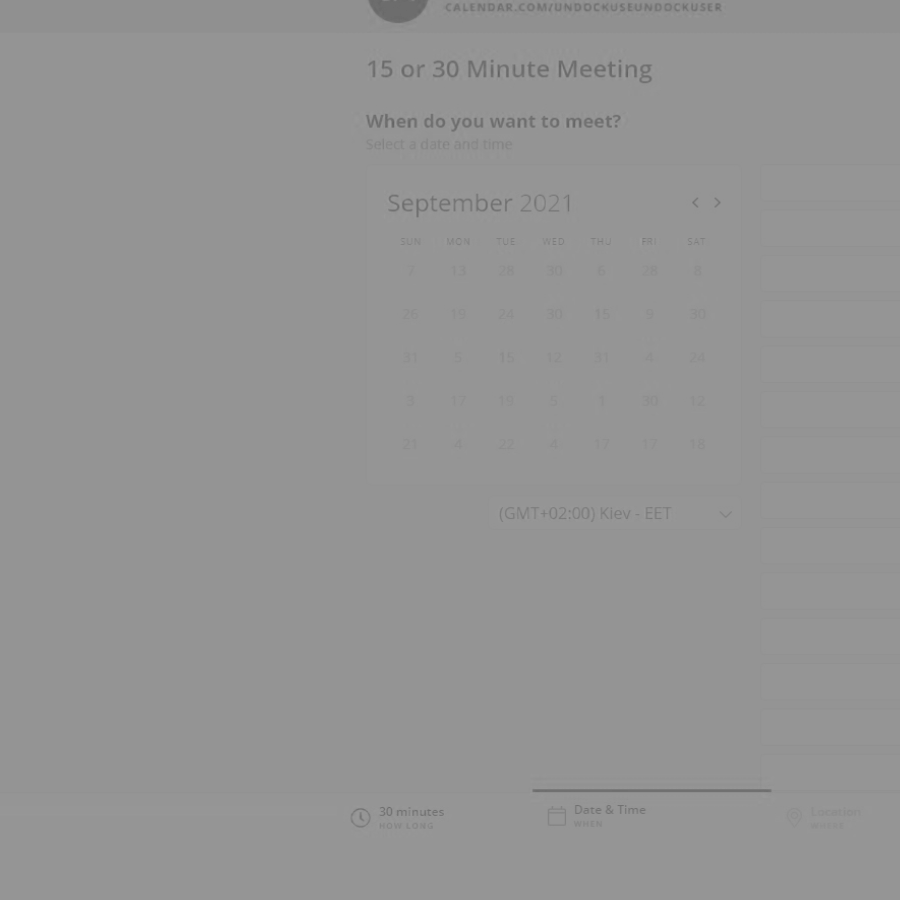 CALENDAR.COM/UNDOCKUSEUNDOCKUSER
15 or 30 Minute Meeting
When do you want to meet?
Select a date and time
September 2021
SUN MON TUE WED THU FRI SAT
7 13 28 30 6 28 8
26 19 24 30 15 9 30
31 5 15 12 31 4 24
9 17 19 5 1 30 12
21 4 22 4 17 17 18
(GMT+02:00) Kiev - EET
30 minutes
HOW LONG
Date & Time
WHEN
Location
WHERE